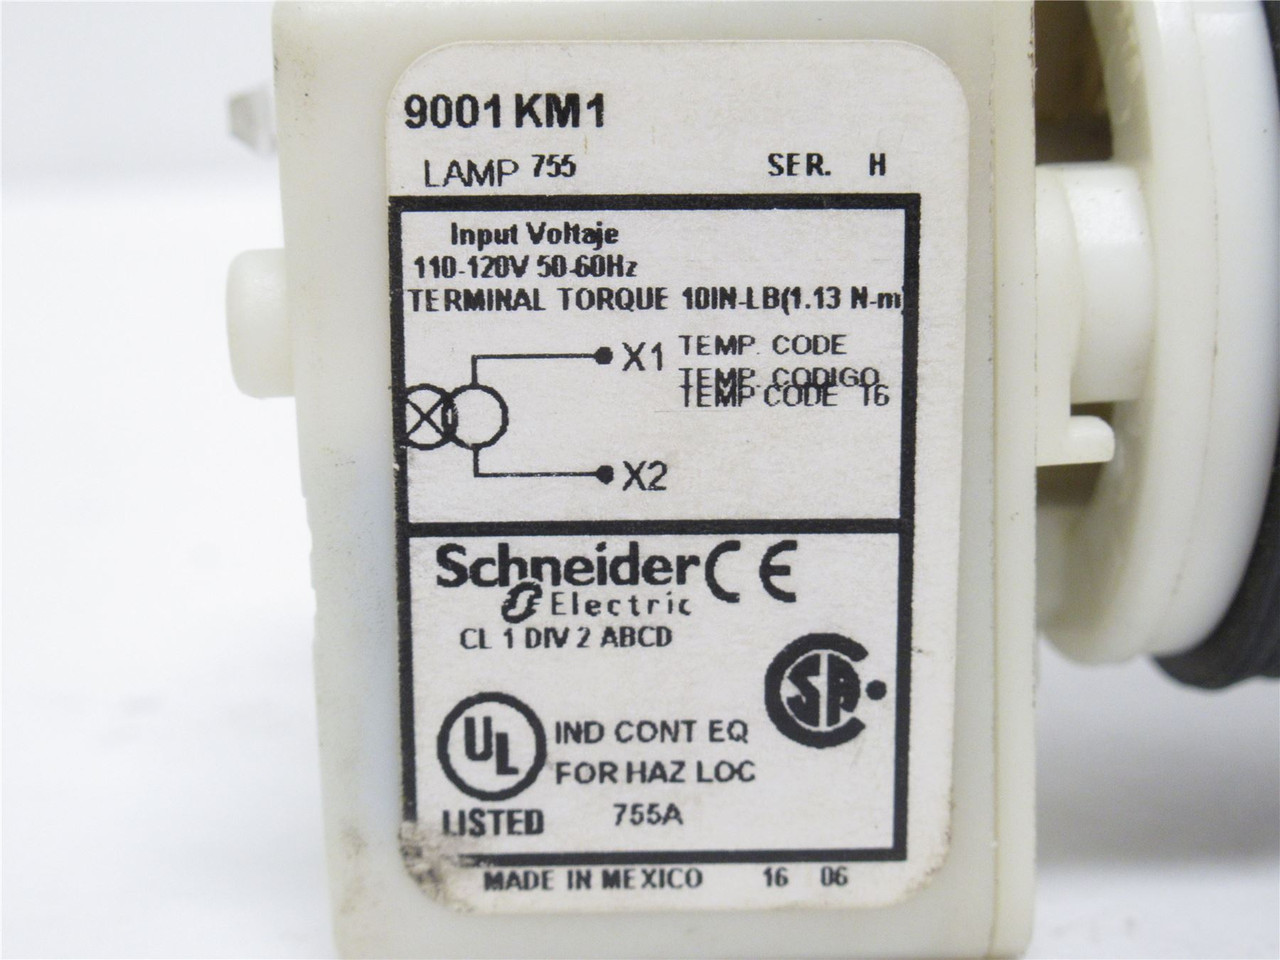 9001 KM1
LAMP 755 SER. H
Input Voltaje
110-120V 50-60Hz
TERMINAL TORQUE 10IN-LB(1.13 N-m
X1 TEMP. CODE
TEMP. CODIGO
TEMP CODE T6
X2
Schneider CE
Electric
CL 1 DIV 2 ABCD
SA
UL IND CONT EQ
FOR HAZ LOC
LISTED 755A
MADE IN MEXICO 16 06